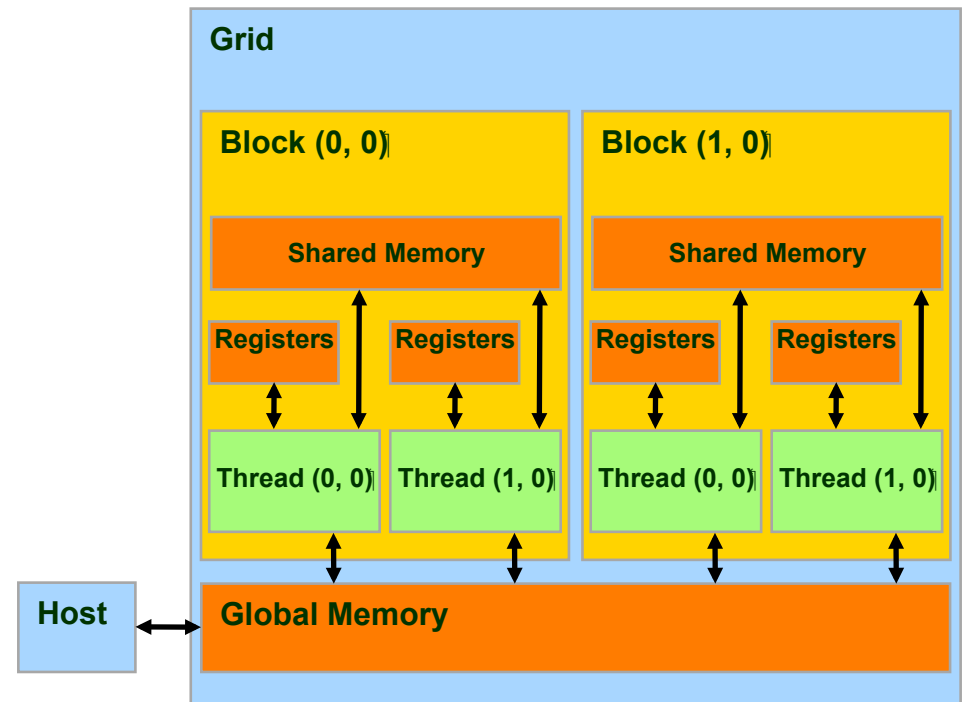 Grid
Block (0, 0)
Block (1, 0)
Shared Memory
Shared Memory
Registers
Registers
Registers
Registers
Thread (0, 0)
Thread (1, 0)
Thread (0, 0)
Thread (1, 0)
Host
Global Memory